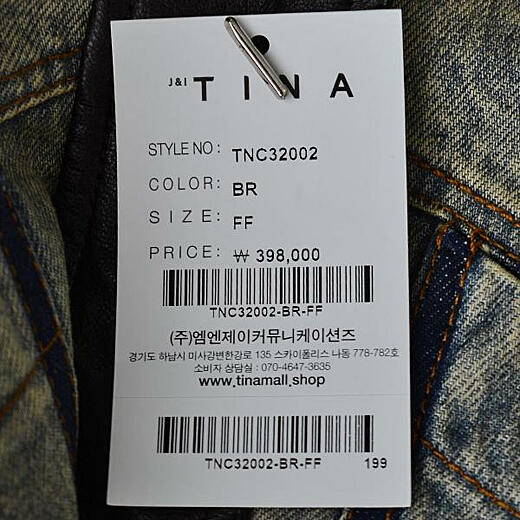 J&I TINA
STYLE NO: TNC32002
COLOR: BR
SIZE: FF
PRICE: ₩ 398,000
TNC32002-BR-FF
(주)엠엔제이커뮤니케이션즈
경기도 하남시 미사강변한강로 135 스카이폴리스 나동 778-782호
소비자 상담실 : 070-4647-3635
www.tinamall.shop
TNC32002-BR-FF 199